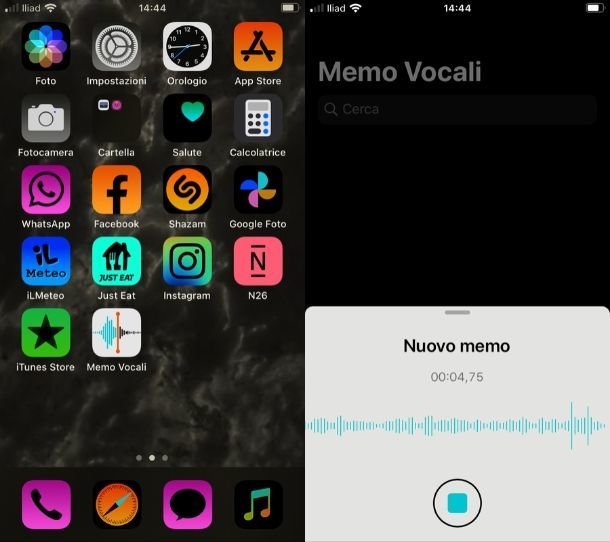 Iliad 14:44
Foto Impostazioni Orologio App Store
Fotocamera Cartella Salute Calcolatrice
WhatsApp Facebook Shazam Google Foto
iL
Meteo
JUST EAT
N
iLMeteo Just Eat Instagram N26
iTunes Store Memo Vocali
Iliad 14:44
Memo Vocali
Cerca
Nuovo memo
00:04,75